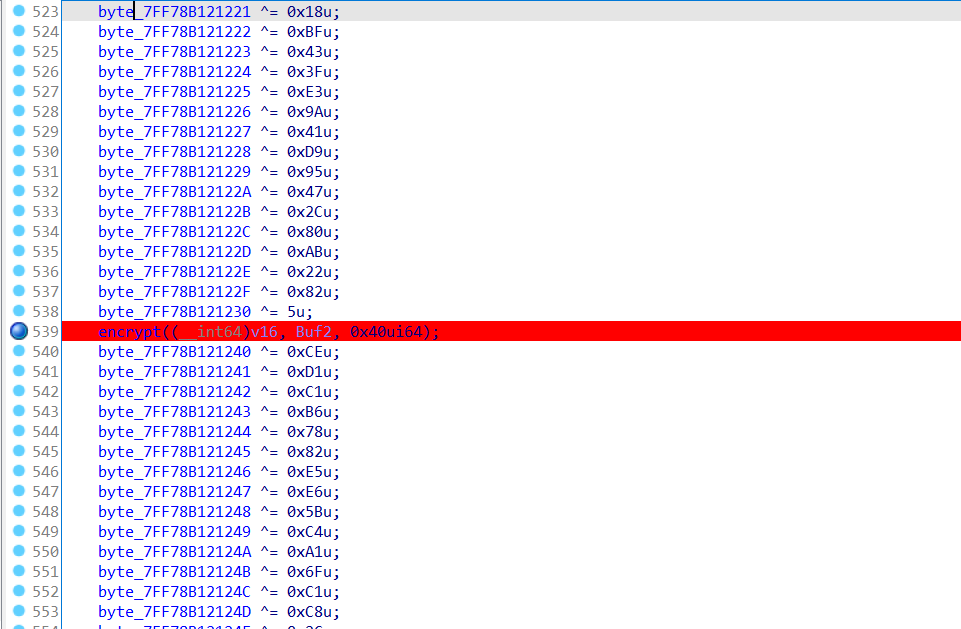 523 byte_7FF78B121221 ^= 0x18u;
524 byte_7FF78B121222 ^= 0xBFu;
525 byte_7FF78B121223 ^= 0x43u;
526 byte_7FF78B121224 ^= 0x3Fu;
527 byte_7FF78B121225 ^= 0xE3u;
528 byte_7FF78B121226 ^= 0x9Au;
529 byte_7FF78B121227 ^= 0x41u;
530 byte_7FF78B121228 ^= 0xD9u;
531 byte_7FF78B121229 ^= 0x95u;
532 byte_7FF78B12122A ^= 0x47u;
533 byte_7FF78B12122B ^= 0x2Cu;
534 byte_7FF78B12122C ^= 0x80u;
535 byte_7FF78B12122D ^= 0xABu;
536 byte_7FF78B12122E ^= 0x22u;
537 byte_7FF78B12122F ^= 0x82u;
538 byte_7FF78B121230 ^= 5u;
539 encrypt((__int64)v16, Buf2, 0x40ui64);
540 byte_7FF78B121240 ^= 0xCEu;
541 byte_7FF78B121241 ^= 0xD1u;
542 byte_7FF78B121242 ^= 0xC1u;
543 byte_7FF78B121243 ^= 0xB6u;
544 byte_7FF78B121244 ^= 0x78u;
545 byte_7FF78B121245 ^= 0x82u;
546 byte_7FF78B121246 ^= 0xE5u;
547 byte_7FF78B121247 ^= 0xE6u;
548 byte_7FF78B121248 ^= 0x5Bu;
549 byte_7FF78B121249 ^= 0xC4u;
550 byte_7FF78B12124A ^= 0xA1u;
551 byte_7FF78B12124B ^= 0x6Fu;
552 byte_7FF78B12124C ^= 0xC1u;
553 byte_7FF78B12124D ^= 0xC8u;